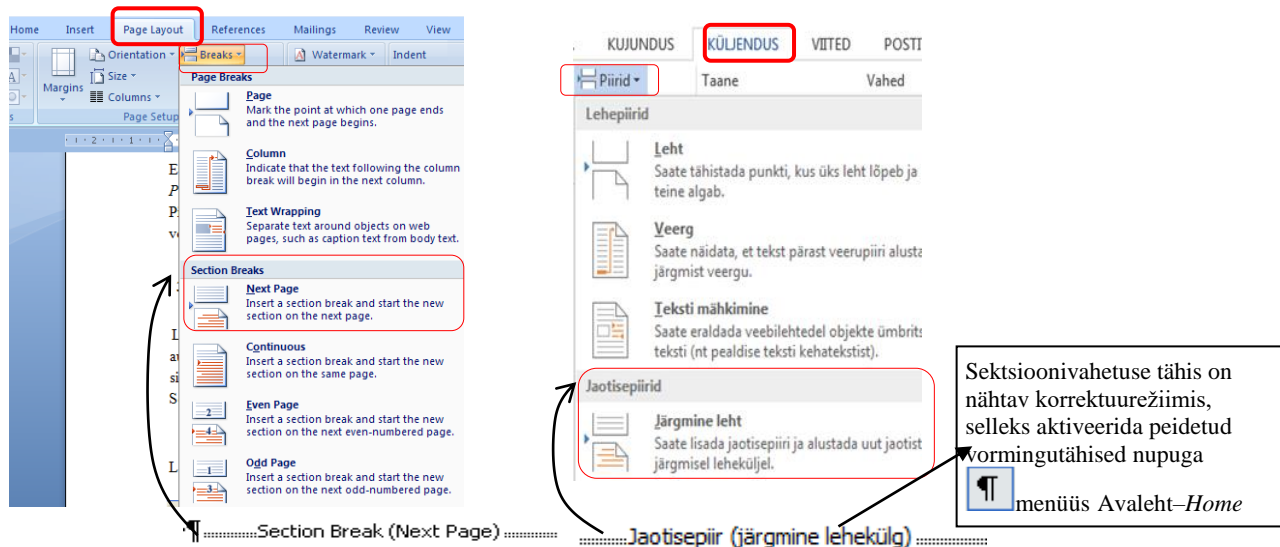 Home Insert Page Layout References Mailings Review View
Margins
Orientation
Size
Columns
Page Setup
Breaks
Watermark
Indent
2 1
E
P
P
L
S
L
Page Breaks
Page
Mark the point at which one page ends
and the next page begins.
Column
Indicate that the text following the column
break will begin in the next column.
Text Wrapping
Separate text around objects on web
pages, such as caption text from body text.
Section Breaks
Next Page
Insert a section break and start the new
section on the next page.
Continuous
Insert a section break and start the new
section on the same page.
Even Page
Insert a section break and start the new
section on the next even-numbered page.
Odd Page
Insert a section break and start the new
section on the next odd-numbered page.
¶ Section Break (Next Page)
KUJUNDUS KÜLJENDUS VIITED POSTI
Piirid Taane Vahed
Lehepiirid
Leht
Saate tähistada punkti, kus üks leht lõpeb ja
teine algab.
Veerg
Saate näidata, et tekst pärast veerupiiri alusta
järgmist veergu.
Teksti mähkimine
Saate eraldada veebilehtedel objekte ümbrits
teksti (nt pealdise teksti kehatekstist).
Jaotisepiirid
Järgmine leht
Saate lisada jaotisepiiri ja alustada uut jaotist
järgmisel leheküljel.
Jaotisepiir (järgmine lehekülg)
Sektsioonivahetuse tähis on
nähtav korrektuurežiimis,
selleks aktiveerida peidetud
vormingutähised nupuga
¶ menüüs Avaleht–Home